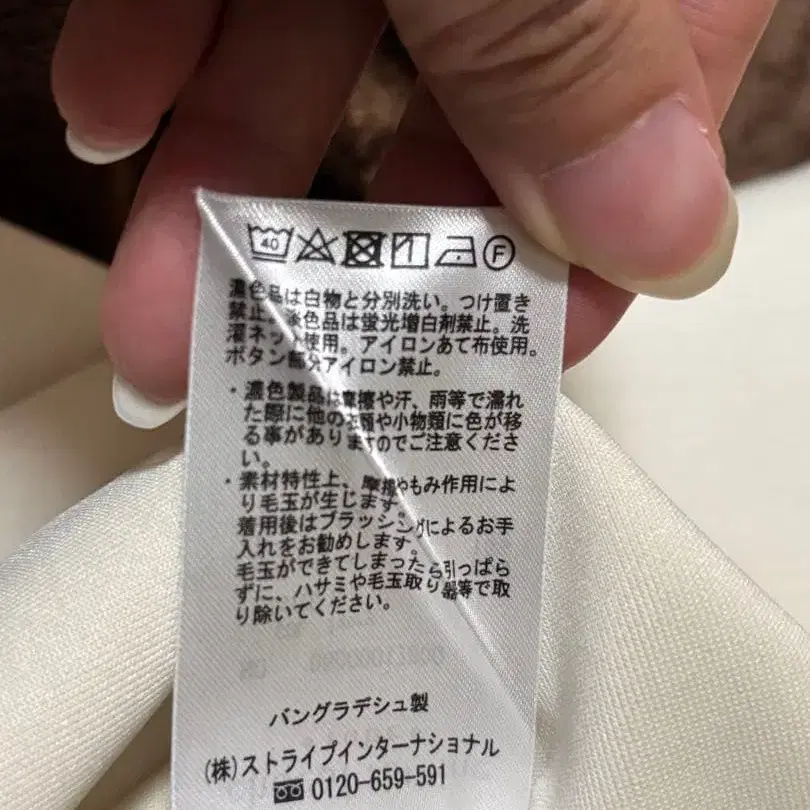 40 F
濃色品は白物と分別洗い。つけ置き
禁止。淡色品は蛍光増白剤禁止。洗
濯ネット使用。アイロンあて布使用。
ボタン部分アイロン禁止。
・濃色製品は摩擦や汗、雨等で濡れ
た際に他の衣類や小物類に色が移
る事がありますのでご注意くださ
い。
・素材特性上、摩擦やもみ作用によ
り毛玉が生じます。
着用後はブラッシングによるお手
入れをお勧めします。
毛玉ができてしまったら引っぱら
ずに、ハサミや毛玉取り器等で取
り除いてください。
バングラデシュ製
(株)ストライプインターナショナル
0120-659-591